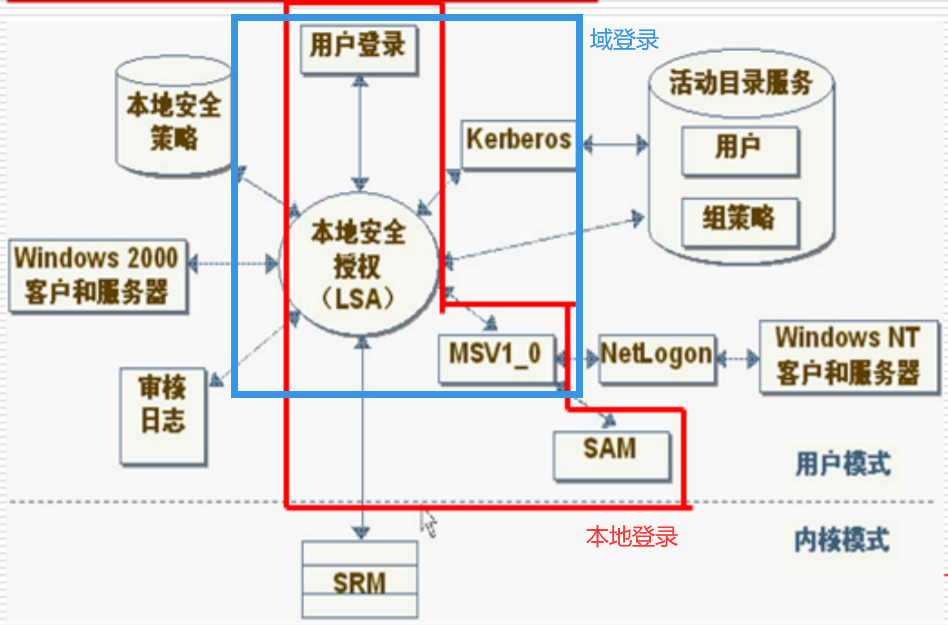 用户登录
域登录
本地安全
策略
Kerberos
活动目录服务
用户
组策略
本地安全
授权
（LSA）
Windows 2000
客户和服务器
MSV1_0
NetLogon
Windows NT
客户和服务器
审核
日志
SAM
用户模式
本地登录
内核模式
SRM